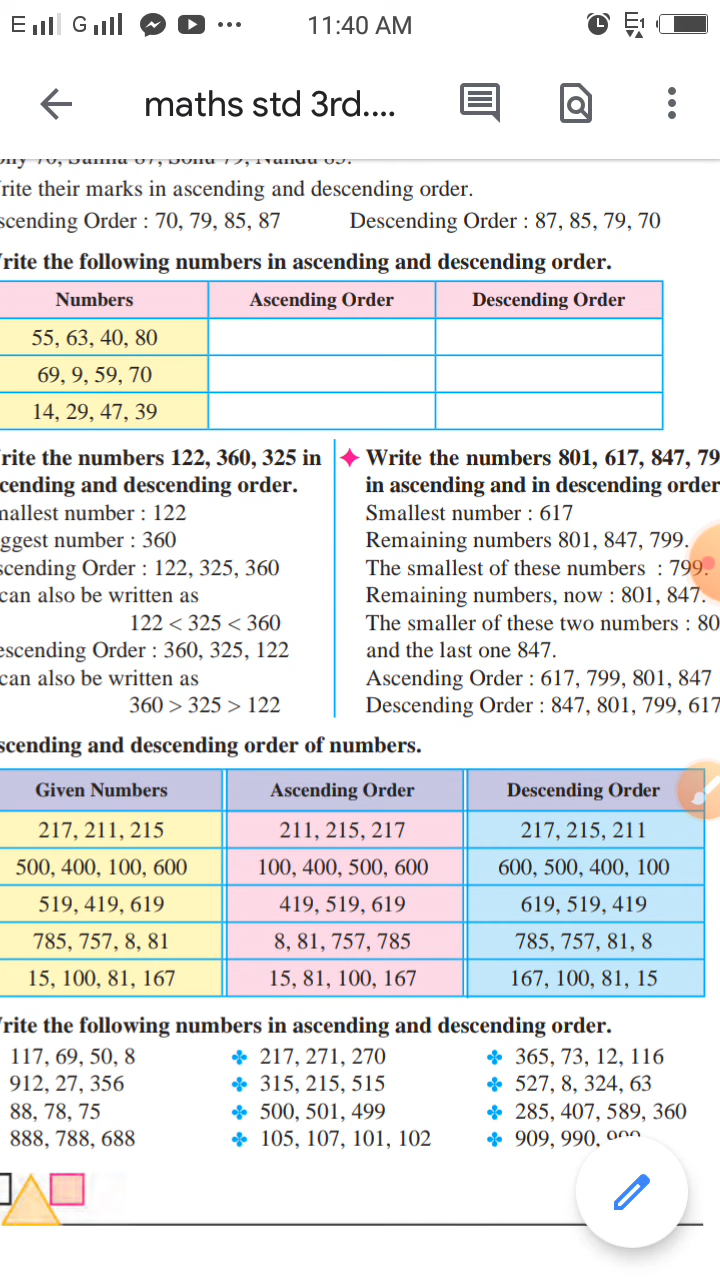 E G ••• 11:40 AM E1
maths std 3rd....
rite their marks in ascending and descending order.
scending Order : 70, 79, 85, 87 Descending Order : 87, 85, 79, 70
rite the following numbers in ascending and descending order.
Numbers Ascending Order Descending Order
55, 63, 40, 80
69, 9, 59, 70
14, 29, 47, 39
rite the numbers 122, 360, 325 in
cending and descending order.
mallest number : 122
ggest number : 360
scending Order : 122, 325, 360
can also be written as
122 < 325 < 360
escending Order : 360, 325, 122
can also be written as
360 > 325 > 122
Write the numbers 801, 617, 847, 79
in ascending and in descending order
Smallest number : 617
Remaining numbers 801, 847, 799.
The smallest of these numbers : 799.
Remaining numbers, now : 801, 847.
The smaller of these two numbers : 80
and the last one 847.
Ascending Order : 617, 799, 801, 847
Descending Order : 847, 801, 799, 617
scending and descending order of numbers.
Given Numbers Ascending Order Descending Order
217, 211, 215 211, 215, 217 217, 215, 211
500, 400, 100, 600 100, 400, 500, 600 600, 500, 400, 100
519, 419, 619 419, 519, 619 619, 519, 419
785, 757, 8, 81 8, 81, 757, 785 785, 757, 81, 8
15, 100, 81, 167 15, 81, 100, 167 167, 100, 81, 15
rite the following numbers in ascending and descending order.
117, 69, 50, 8 217, 271, 270 365, 73, 12, 116
912, 27, 356 315, 215, 515 527, 8, 324, 63
88, 78, 75 500, 501, 499 285, 407, 589, 360
888, 788, 688 105, 107, 101, 102 909, 990,